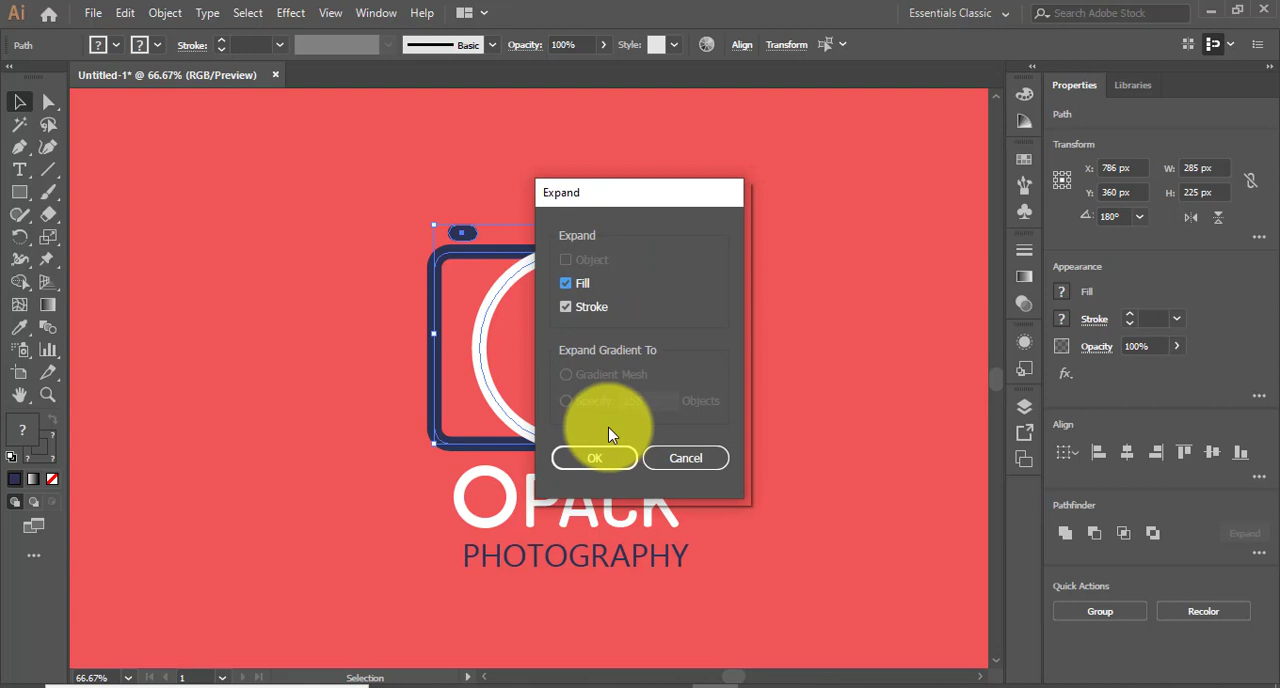 Ai File Edit Object Type Select Effect View Window Help Essentials Classic Search Adobe Stock
Path ? ? Stroke: Basic Opacity: 100% Style: Align Transform
Untitled-1* @ 66.67% (RGB/Preview) ×
Properties Libraries
Path
Transform
X: 786 px W: 285 px
Y: 360 px H: 225 px
180°
Appearance
? Fill
? Stroke
Opacity 100%
fx.
Align
Pathfinder
Expand
Quick Actions
Group Recolor
Expand
Expand
Object
Fill
Stroke
Expand Gradient To
Gradient Mesh
Specify: Objects
OK Cancel
OPACK
PHOTOGRAPHY
? ?
?
?
66.67% 1 Selection